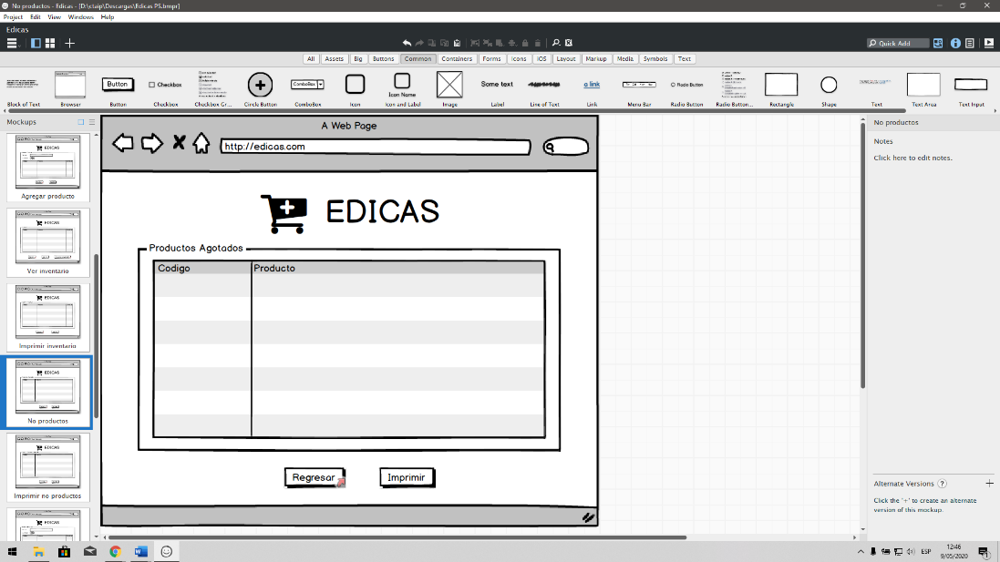 No productos - Edicas - [D:\ctaip\Descargas\Edicas PS.bmpr]
Project Edit View Windows Help
Edicas
Quick Add
All Assets Big Buttons Common Containers Forms Icons iOS Layout Markup Media Symbols Text
Button Checkbox ComboBox Icon Name Some text a link Radio Button
Block of Text Browser Button Checkbox Checkbox Gr... Circle Button ComboBox Icon Icon and Label Image Label Line of Text Link Menu Bar Radio Button Radio Button... Rectangle Shape Text Text Area Text Input
Mockups
EDICAS
Agregar producto
EDICAS
Ver inventario
EDICAS
Imprimir inventario
EDICAS
No productos
EDICAS
Imprimir no productos
EDICAS
A Web Page
http://edicas.com
EDICAS
Productos Agotados
Codigo Producto
Regresar Imprimir
No productos
Notes
Click here to edit notes.
Alternate Versions ?
Click the '+' to create an alternate
version of this mockup.
ESP
12:46
9/05/2020
1